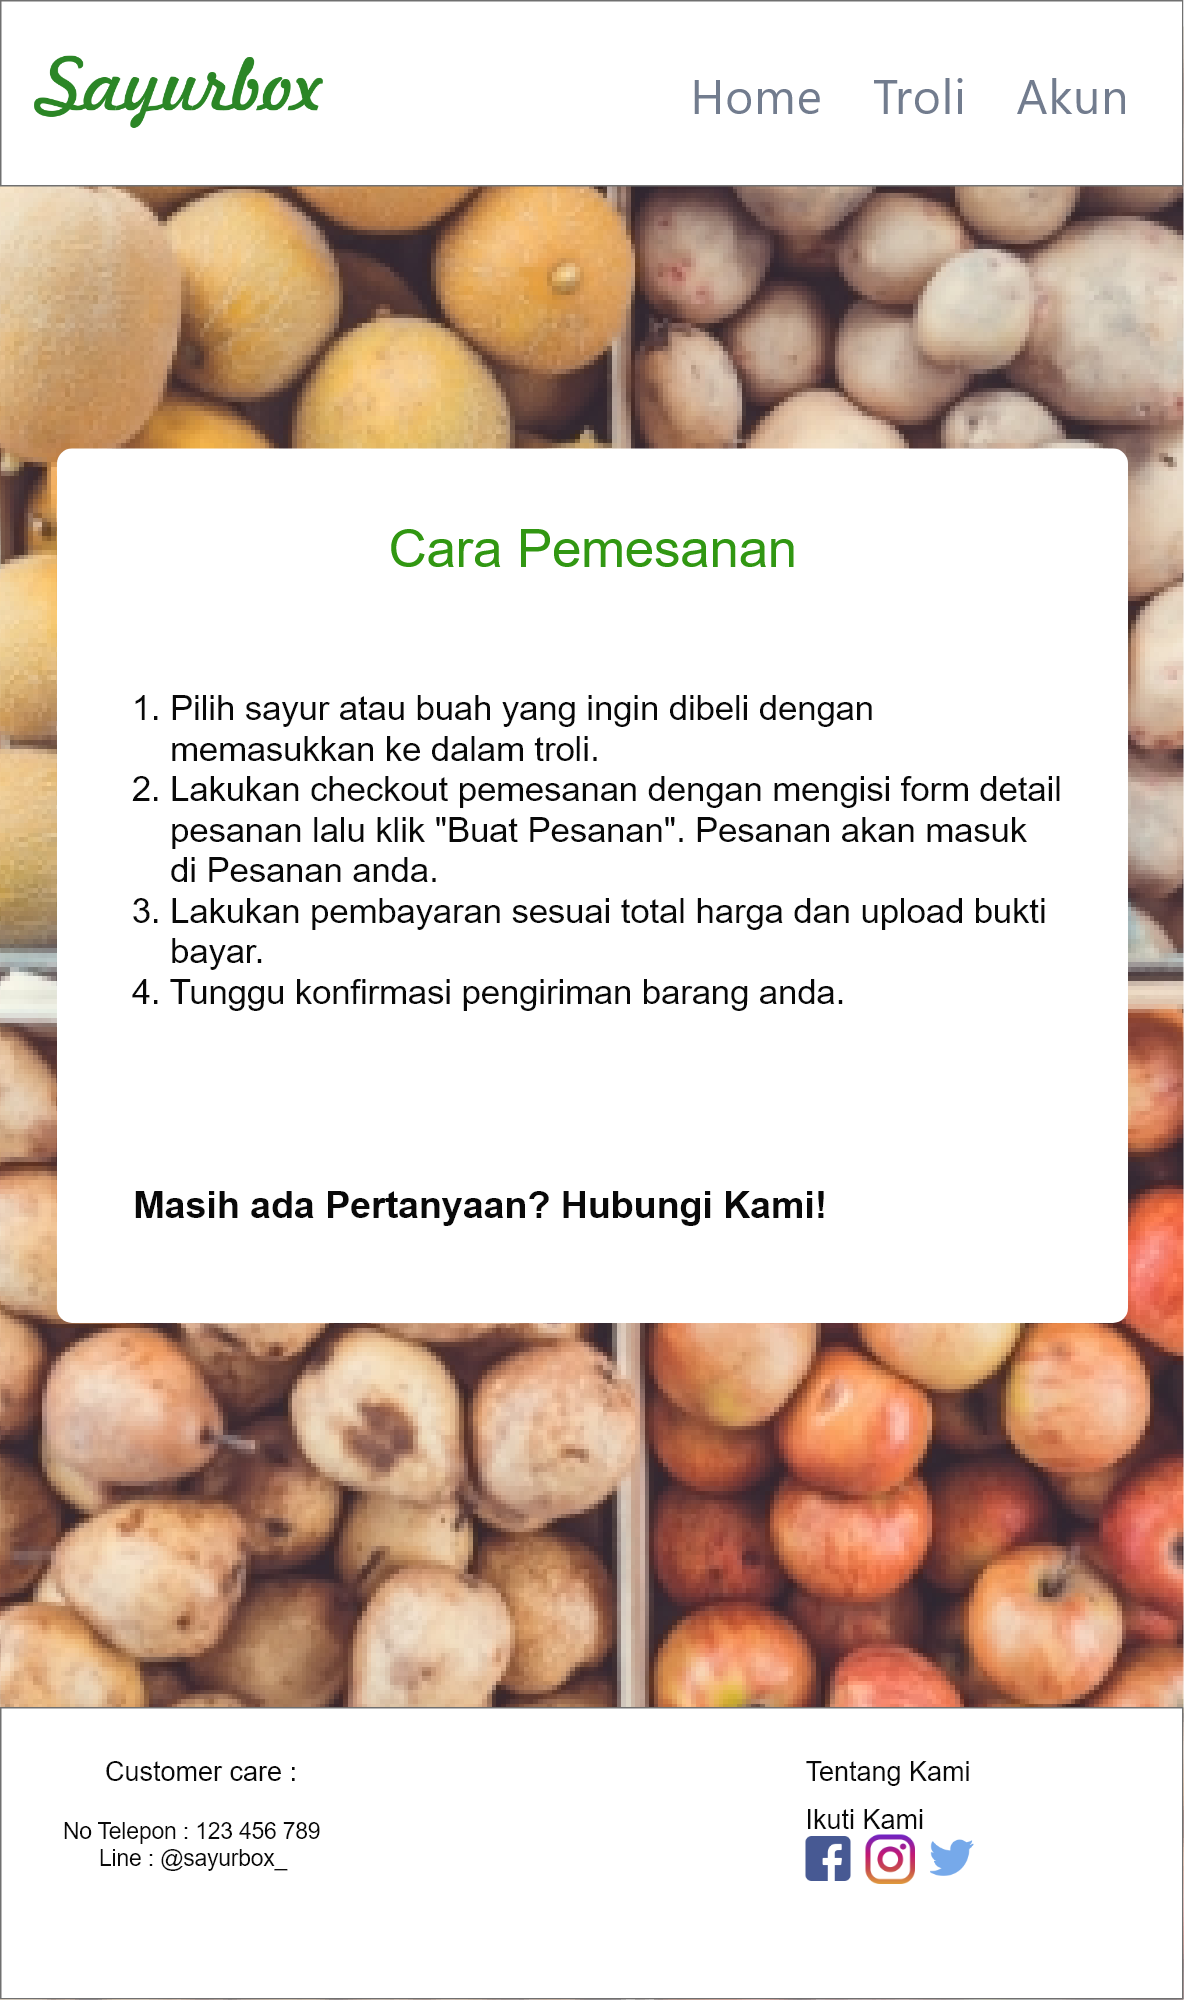 Sayurbox
Home Troli Akun
Cara Pemesanan
1. Pilih sayur atau buah yang ingin dibeli dengan
memasukkan ke dalam troli.
2. Lakukan checkout pemesanan dengan mengisi form detail
pesanan lalu klik "Buat Pesanan". Pesanan akan masuk
di Pesanan anda.
3. Lakukan pembayaran sesuai total harga dan upload bukti
bayar.
4. Tunggu konfirmasi pengiriman barang anda.
Masih ada Pertanyaan? Hubungi Kami!
Customer care :
No Telepon : 123 456 789
Line : @sayurbox_
Tentang Kami
Ikuti Kami